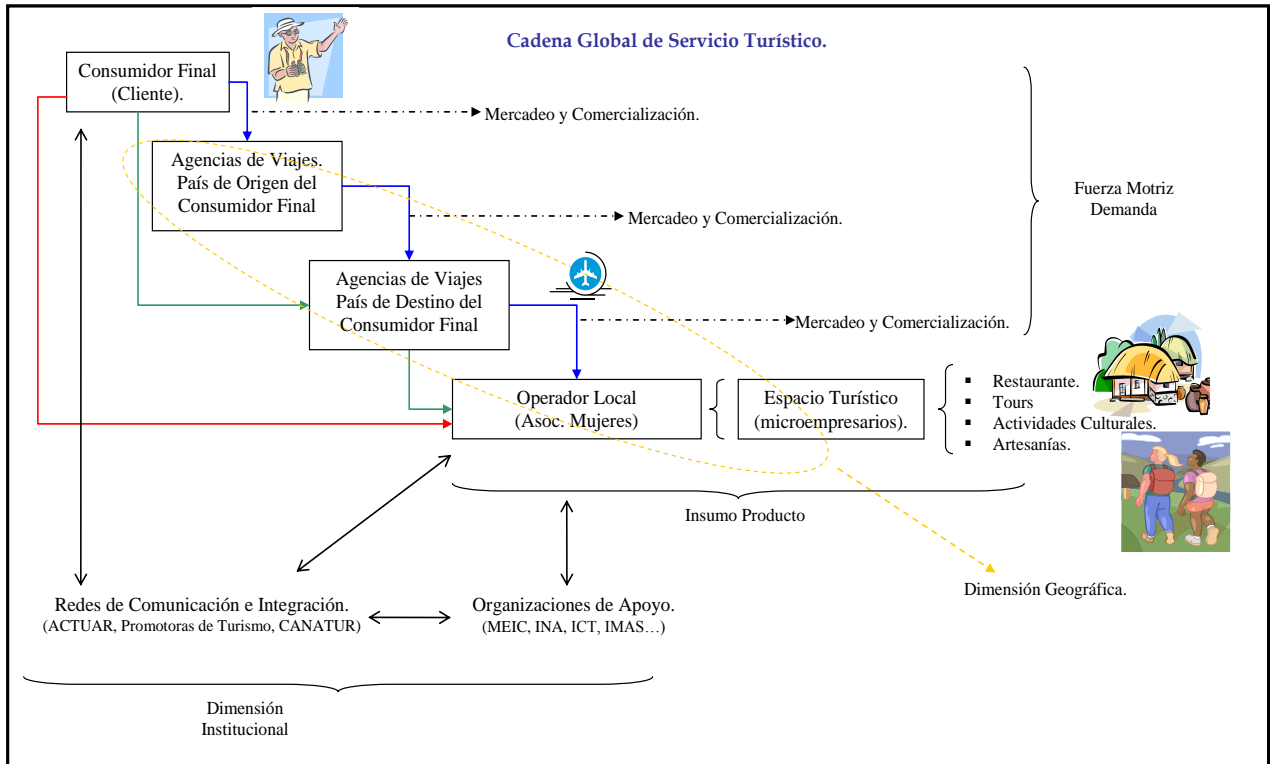 Cadena Global de Servicio Turístico.
Consumidor Final
(Cliente).
Mercadeo y Comercialización.
Agencias de Viajes.
País de Origen del
Consumidor Final
Fuerza Motriz
Demanda
Mercadeo y Comercialización.
Agencias de Viajes
País de Destino del
Consumidor Final
Mercadeo y Comercialización.
Operador Local
(Asoc. Mujeres)
Espacio Turístico
(microempresarios).
▪ Restaurante.
▪ Tours
▪ Actividades Culturales.
▪ Artesanías.
Insumo Producto
Dimensión Geográfica.
Redes de Comunicación e Integración.
(ACTUAR, Promotoras de Turismo, CANATUR)
Organizaciones de Apoyo.
(MEIC, INA, ICT, IMAS…)
Dimensión
Institucional